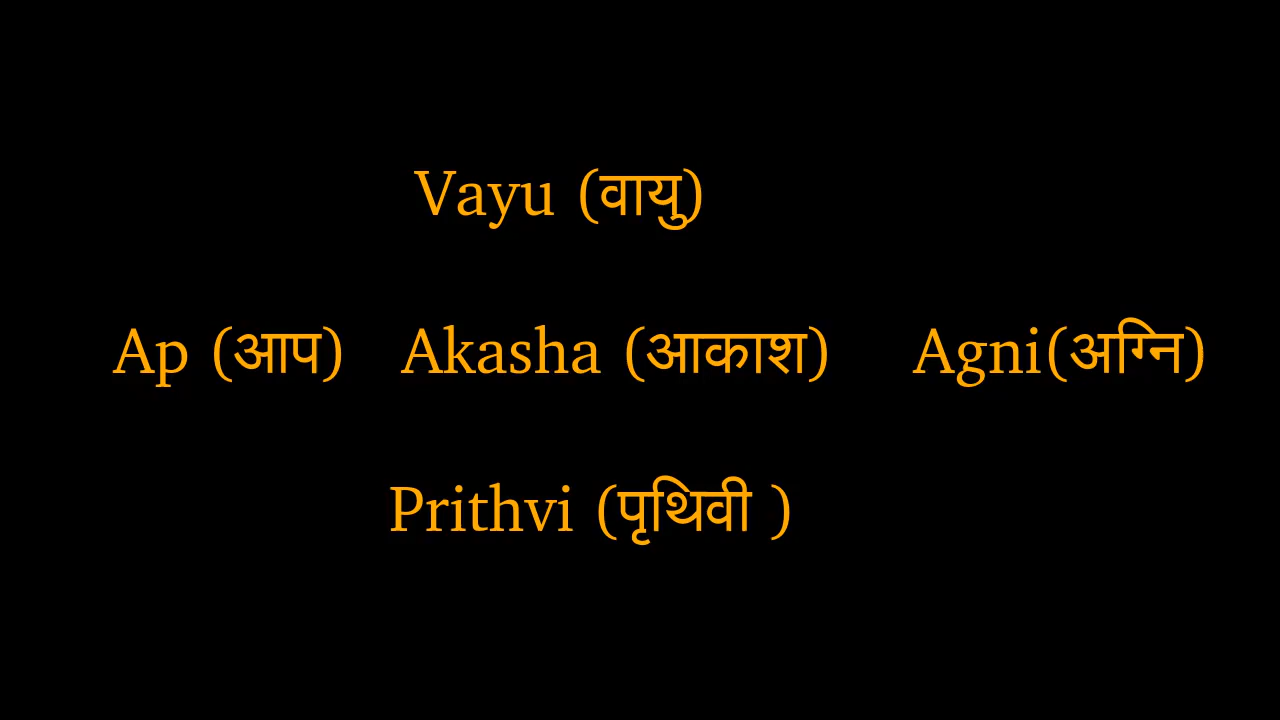 Vayu (वायु)
Ap (आप) Akasha (आकाश) Agni(अग्नि)
Prithvi (पृथिवी )